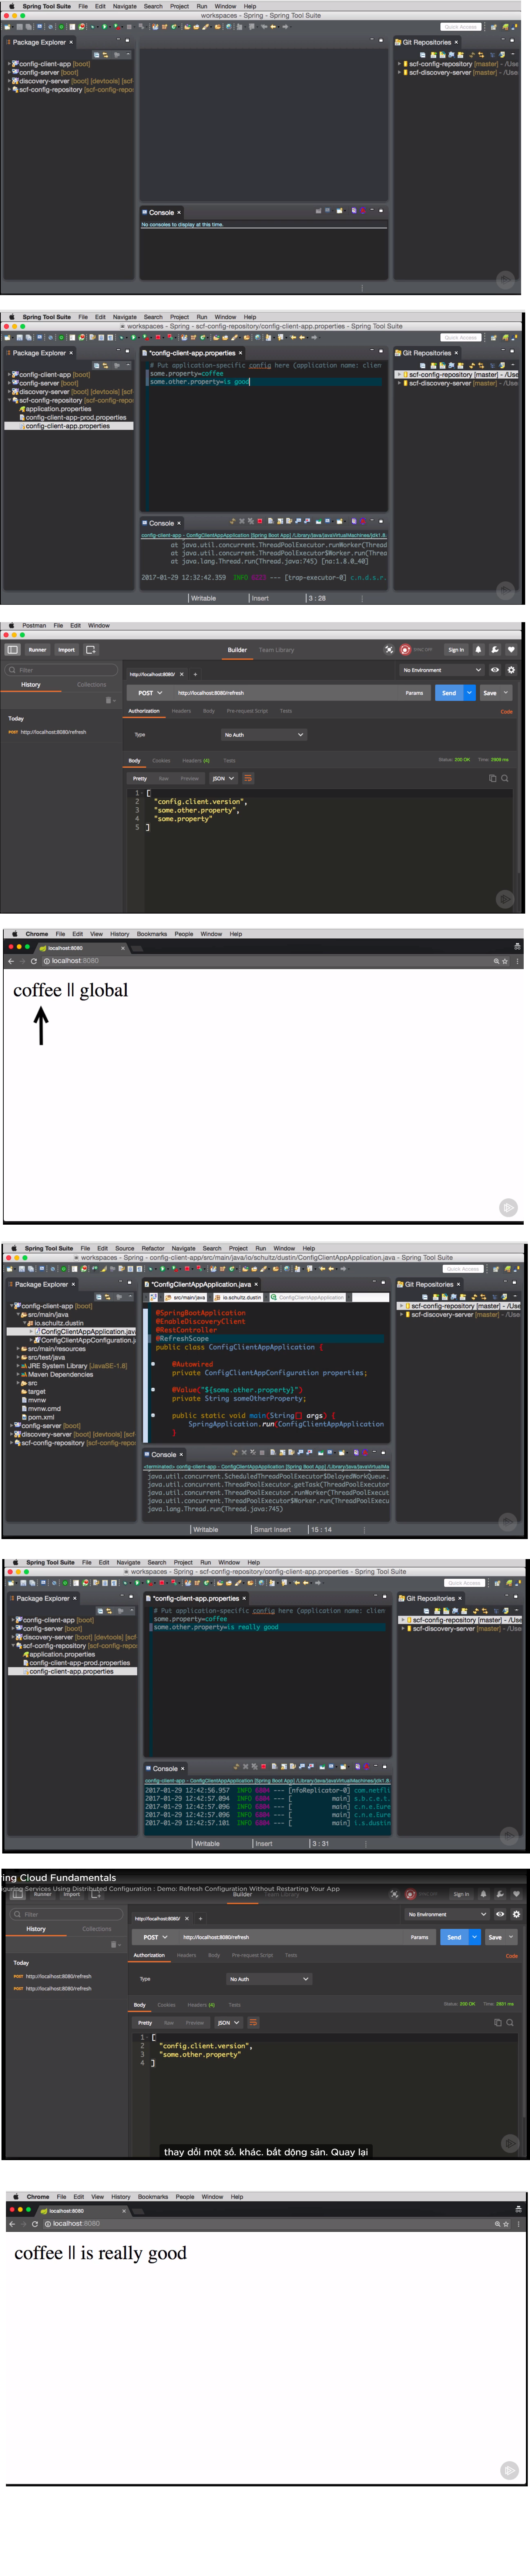 Spring Tool Suite File Edit Navigate Search Project Run Window Help
workspaces - Spring - Spring Tool Suite
Quick Access
Package Explorer
Git Repositories
config-client-app [boot]
config-server [boot]
discovery-server [boot] [devtools] [scf-
scf-config-repository [scf-config-repo
scf-config-repository [master] - /Use
scf-discovery-server [master] - /User
Console
No consoles to display at this time.
Spring Tool Suite File Edit Navigate Search Project Run Window Help
workspaces - Spring - scf-config-repository/config-client-app.properties - Spring Tool Suite
Quick Access
Package Explorer
*config-client-app.properties
Git Repositories
config-client-app [boot]
config-server [boot]
discovery-server [boot] [devtools] [scf
scf-config-repository [scf-config-repo
application.properties
config-client-app-prod.properties
config-client-app.properties
# Put application-specific config here (application name: clien
some.property=coffee
some.other.property=is good
scf-config-repository [master] - /Use
scf-discovery-server [master] - /User
Console
config-client-app - ConfigClientAppApplication [Spring Boot App] /Library/Java/JavaVirtualMachines/jdk1.8.
at java.util.concurrent.ThreadPoolExecutor.runWorker(Thread
at java.util.concurrent.ThreadPoolExecutor$Worker.run(Threa
at java.lang.Thread.run(Thread.java:745) [na:1.8.0_40]
2017-01-29 12:32:42.359 INFO --- [trap-executor-0] c.n.d.s.r.
Writable Insert 3 : 28
Postman File Edit Window
Runner Import Builder Team Library SYNC OFF Sign In
Filter
History Collections
Today
POST http://localhost:8080/refresh
http://localhost:8080/
No Environment
POST http://localhost:8080/refresh Params Send Save
Authorization Headers Body Pre-request Script Tests Code
Type No Auth
Body Cookies Headers (4) Tests Status: 200 OK Time: 2909 ms
Pretty Raw Preview JSON
1 [
2 "config.client.version",
3 "some.other.property",
4 "some.property"
5 ]
Chrome File Edit View History Bookmarks People Window Help
localhost:8080
localhost:8080
coffee || global
Spring Tool Suite File Edit Source Refactor Navigate Search Project Run Window Help
workspaces - Spring - config-client-app/src/main/java/io/schultz/dustin/ConfigClientAppApplication.java - Spring Tool Suite
Quick Access
Package Explorer
*ConfigClientAppApplication.java
Git Repositories
src/main/java io.schultz.dustin ConfigClientAppApplication
config-client-app [boot]
src/main/java
io.schultz.dustin
ConfigClientAppApplication.java
ConfigClientAppConfiguration.ja
src/main/resources
src/test/java
JRE System Library [JavaSE-1.8]
Maven Dependencies
src
target
mvnw
mvnw.cmd
pom.xml
config-server [boot]
discovery-server [boot] [devtools] [scf
scf-config-repository [scf-config-repo
@SpringBootApplication
@EnableDiscoveryClient
@RestController
@RefreshScope
public class ConfigClientAppApplication {
@Autowired
private ConfigClientAppConfiguration properties;
@Value("${some.other.property}")
private String someOtherProperty;
public static void main(String[] args) {
SpringApplication.run(ConfigClientAppApplication
}
scf-config-repository [master] - /Use
scf-discovery-server [master] - /User
Console
<terminated> config-client-app - ConfigClientAppApplication [Spring Boot App] /Library/Java/JavaVirtualMa
java.util.concurrent.ScheduledThreadPoolExecutor$DelayedWorkQueue.
java.util.concurrent.ThreadPoolExecutor.getTask(ThreadPoolExecutor
java.util.concurrent.ThreadPoolExecutor.runWorker(ThreadPoolExecut
java.util.concurrent.ThreadPoolExecutor$Worker.run(ThreadPoolExecu
java.lang.Thread.run(Thread.java:745)
Writable Smart Insert 15 : 14
Spring Tool Suite File Edit Navigate Search Project Run Window Help
workspaces - Spring - scf-config-repository/config-client-app.properties - Spring Tool Suite
Quick Access
Package Explorer
*config-client-app.properties
Git Repositories
config-client-app [boot]
config-server [boot]
discovery-server [boot] [devtools] [scf
scf-config-repository [scf-config-repo
application.properties
config-client-app-prod.properties
config-client-app.properties
# Put application-specific config here (application name: clien
some.property=coffee
some.other.property=is really good
scf-config-repository [master] - /Use
scf-discovery-server [master] - /User
Console
config-client-app - ConfigClientAppApplication [Spring Boot App] /Library/Java/JavaVirtualMachines/jdk1.8.
2017-01-29 12:42:56.957 INFO 6384 --- [nfoReplicator-0] com.netfli
2017-01-29 12:42:57.094 INFO 6384 --- [ main] s.b.c.e.t.
2017-01-29 12:42:57.096 INFO 6384 --- [ main] c.n.e.Eure
2017-01-29 12:42:57.096 INFO 6384 --- [ main] c.n.e.Eure
2017-01-29 12:42:57.101 INFO 6384 --- [ main] i.s.dustin
Writable Insert 3 : 31
ing Cloud Fundamentals
guring Services Using Distributed Configuration : Demo: Refresh Configuration Without Restarting Your App
Runner Import Builder Team Library SYNC OFF Sign In
Filter
History Collections
Today
POST http://localhost:8080/refresh
POST http://localhost:8080/refresh
http://localhost:8080/
No Environment
POST http://localhost:8080/refresh Params Send Save
Authorization Headers Body Pre-request Script Tests Code
Type No Auth
Body Cookies Headers (4) Tests Status: 200 OK Time: 2821 ms
Pretty Raw Preview JSON
1 [
2 "config.client.version",
3 "some.other.property"
4 ]
thay đổi một số. khác. bất động sản. Quay lại
Chrome File Edit View History Bookmarks People Window Help
localhost:8080
localhost:8080
coffee || is really good